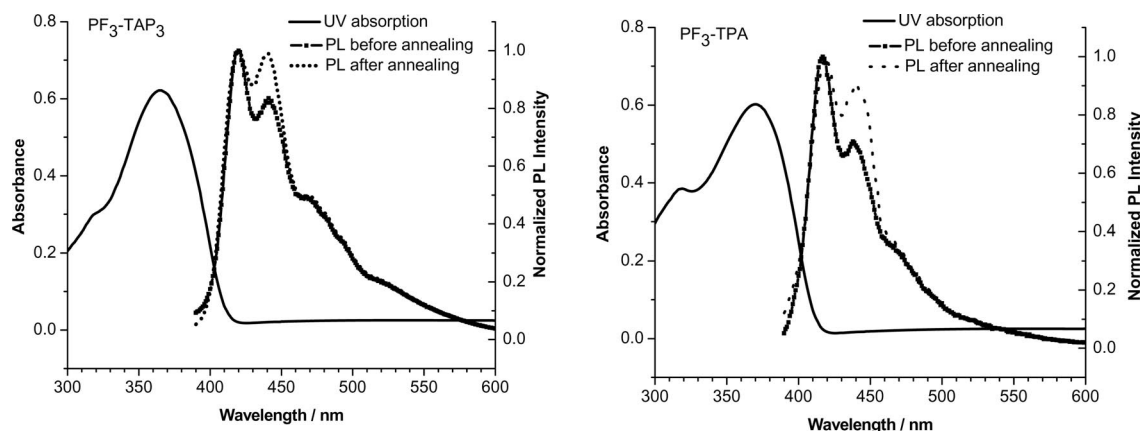 PF3-TAP3
UV absorption
PL before annealing
PL after annealing
0.8
0.6
0.4
0.2
0.0
Absorbance
1.0
0.8
0.6
0.4
0.2
0.0
Normalized PL Intensity
300 350 400 450 500 550 600
Wavelength / nm
PF3-TPA
UV absorption
PL before annealing
PL after annealing
0.8
0.6
0.4
0.2
0.0
Absorbance
1.0
0.8
0.6
0.4
0.2
0.0
Normalized PL Intensity
300 350 400 450 500 550 600
Wavelength / nm